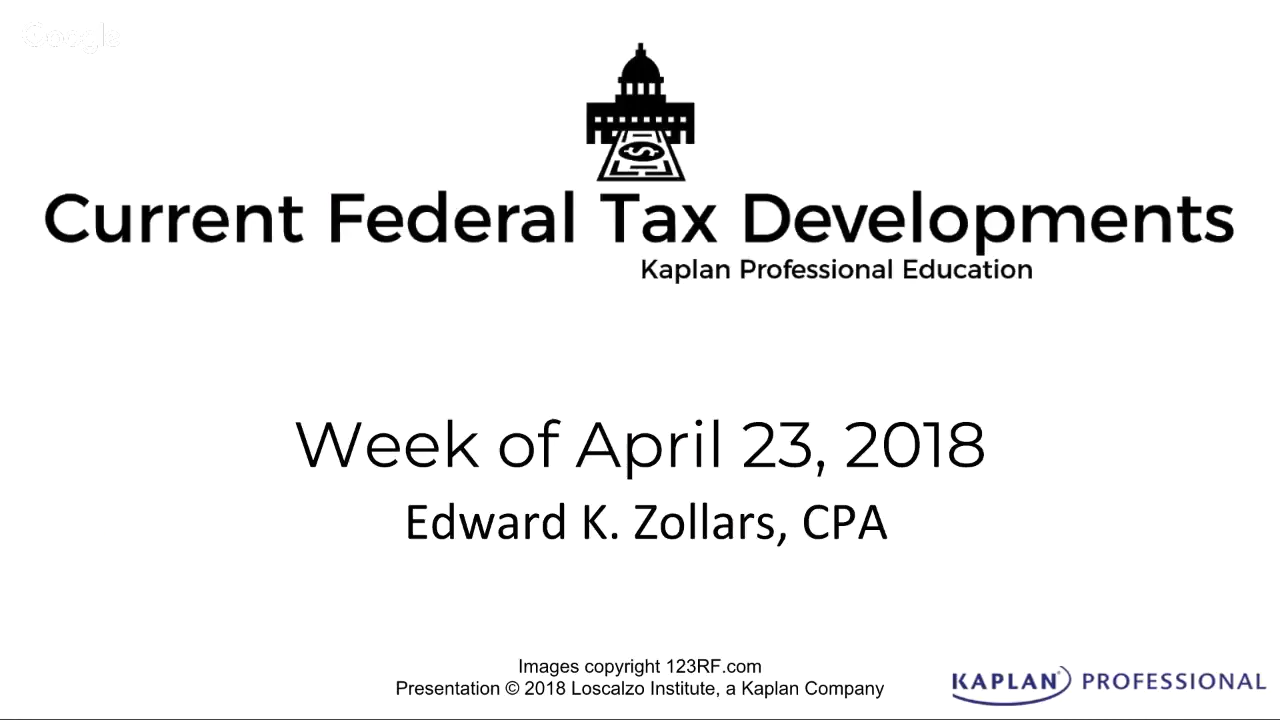 Google
Current Federal Tax Developments
Kaplan Professional Education
Week of April 23, 2018
Edward K. Zollars, CPA
Images copyright 123RF.com
Presentation © 2018 Loscalzo Institute, a Kaplan Company
KAPLAN PROFESSIONAL